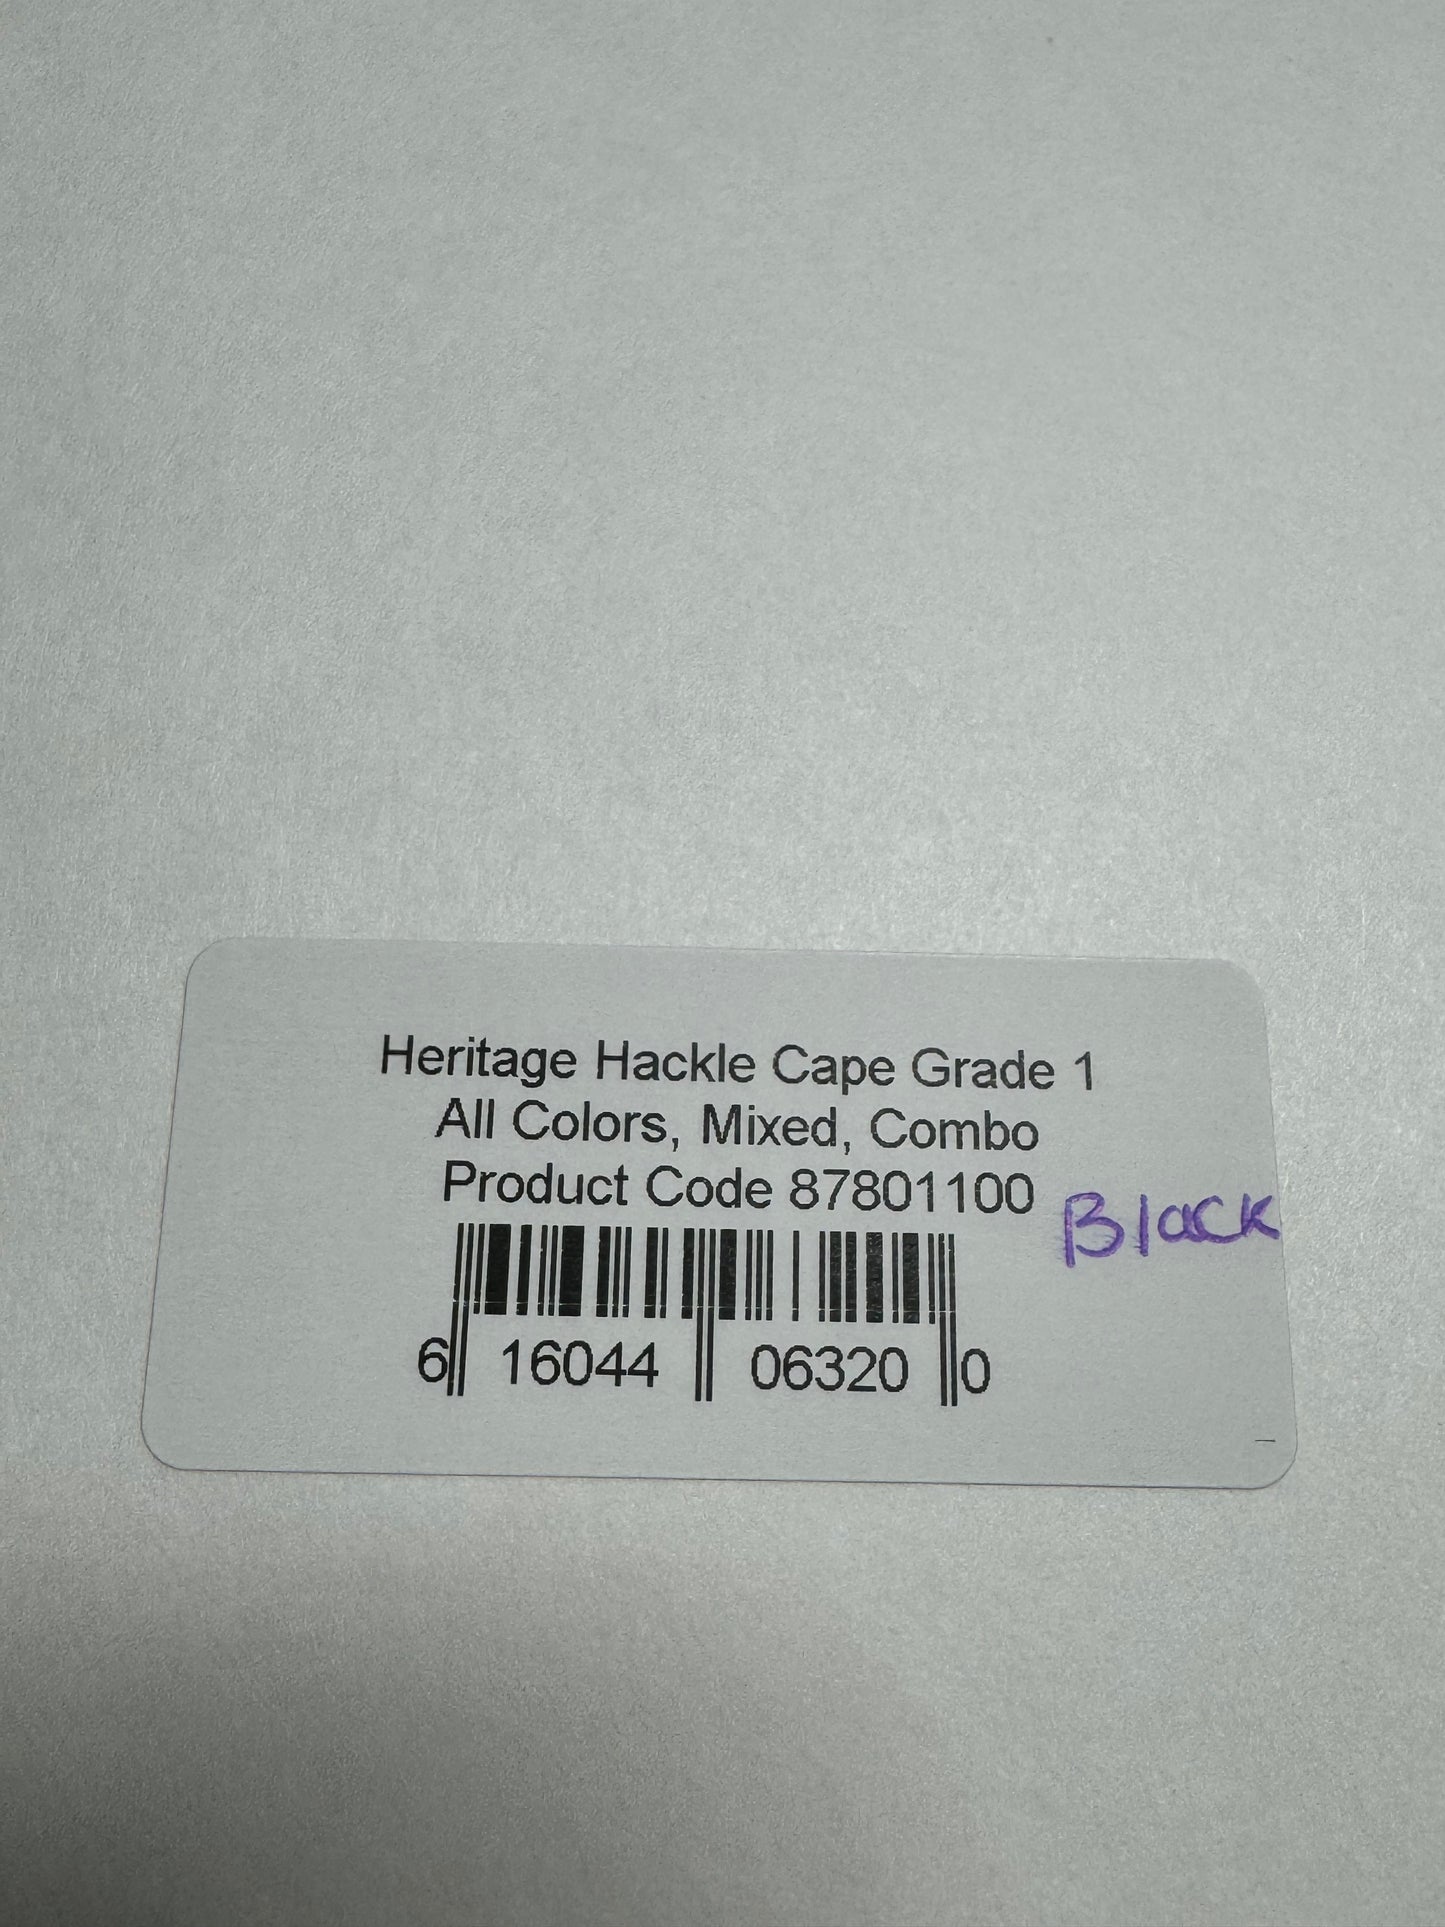 Heritage Hackle Cape Grade 1
All Colors, Mixed, Combo
Product Code 87801100
Black
6 16044 06320 0